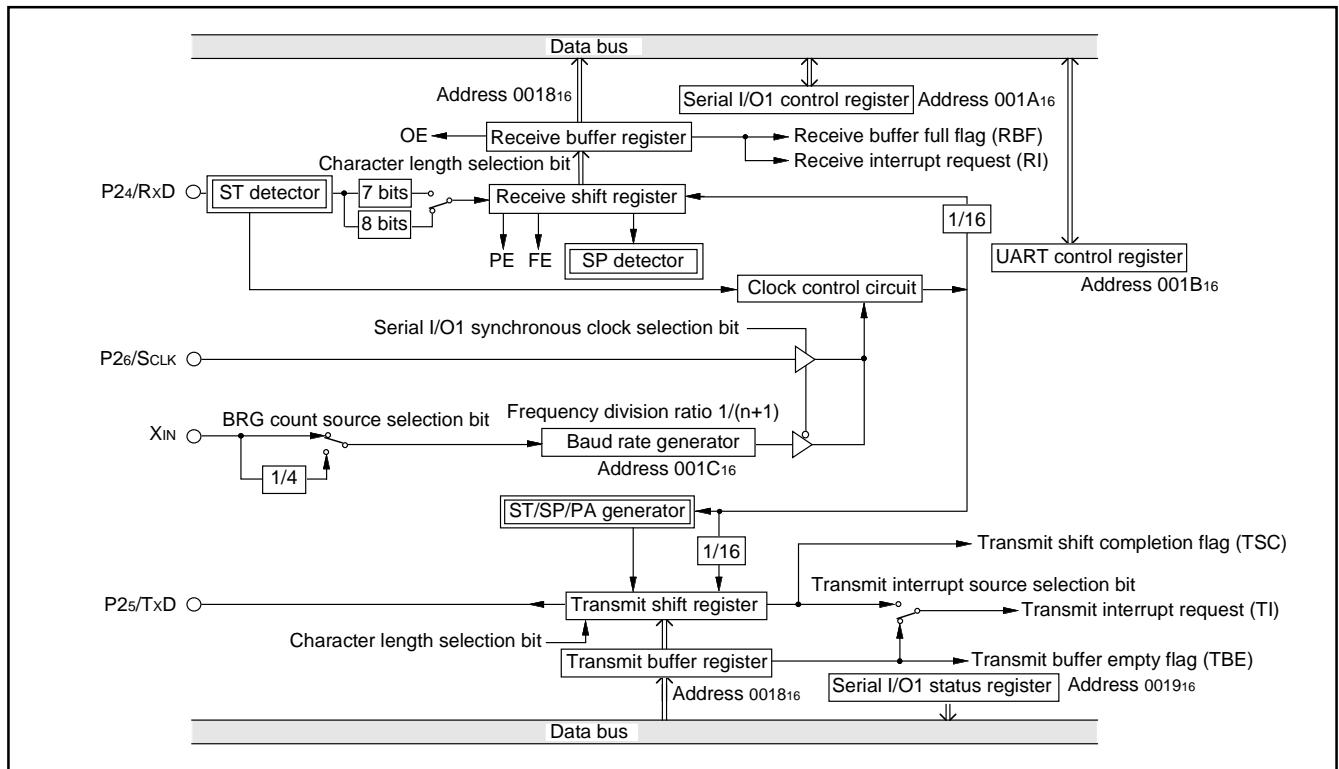 Data bus
Address 001816
Serial I/O1 control register Address 001A16
OE
Receive buffer register
Receive buffer full flag (RBF)
Receive interrupt request (RI)
Character length selection bit
P24/RxD
ST detector
7 bits
8 bits
Receive shift register
1/16
PE
FE
SP detector
UART control register
Address 001B16
Clock control circuit
Serial I/O1 synchronous clock selection bit
P26/SCLK
BRG count source selection bit
Frequency division ratio 1/(n+1)
XIN
Baud rate generator
Address 001C16
1/4
ST/SP/PA generator
1/16
Transmit shift completion flag (TSC)
Transmit interrupt source selection bit
P25/TxD
Transmit shift register
Transmit interrupt request (TI)
Character length selection bit
Transmit buffer register
Transmit buffer empty flag (TBE)
Address 001816
Serial I/O1 status register Address 001916
Data bus